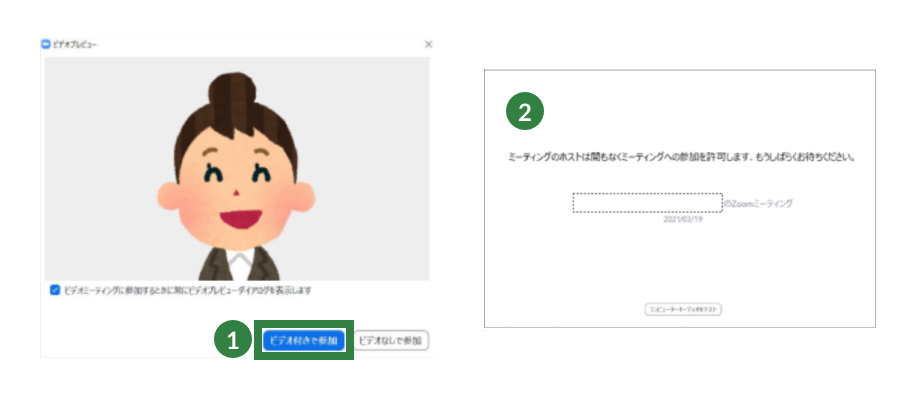 ビデオプレビュー
ビデオミーティングに参加するときに常にビデオプレビューダイアログを表示します
1
ビデオ付きで参加
ビデオなしで参加
2
ミーティングのホストは間もなくミーティングへの参加を許可します、もうしばらくお待ちください。
のZoomミーティング
2021/03/19
コンピューターオーディオをテスト